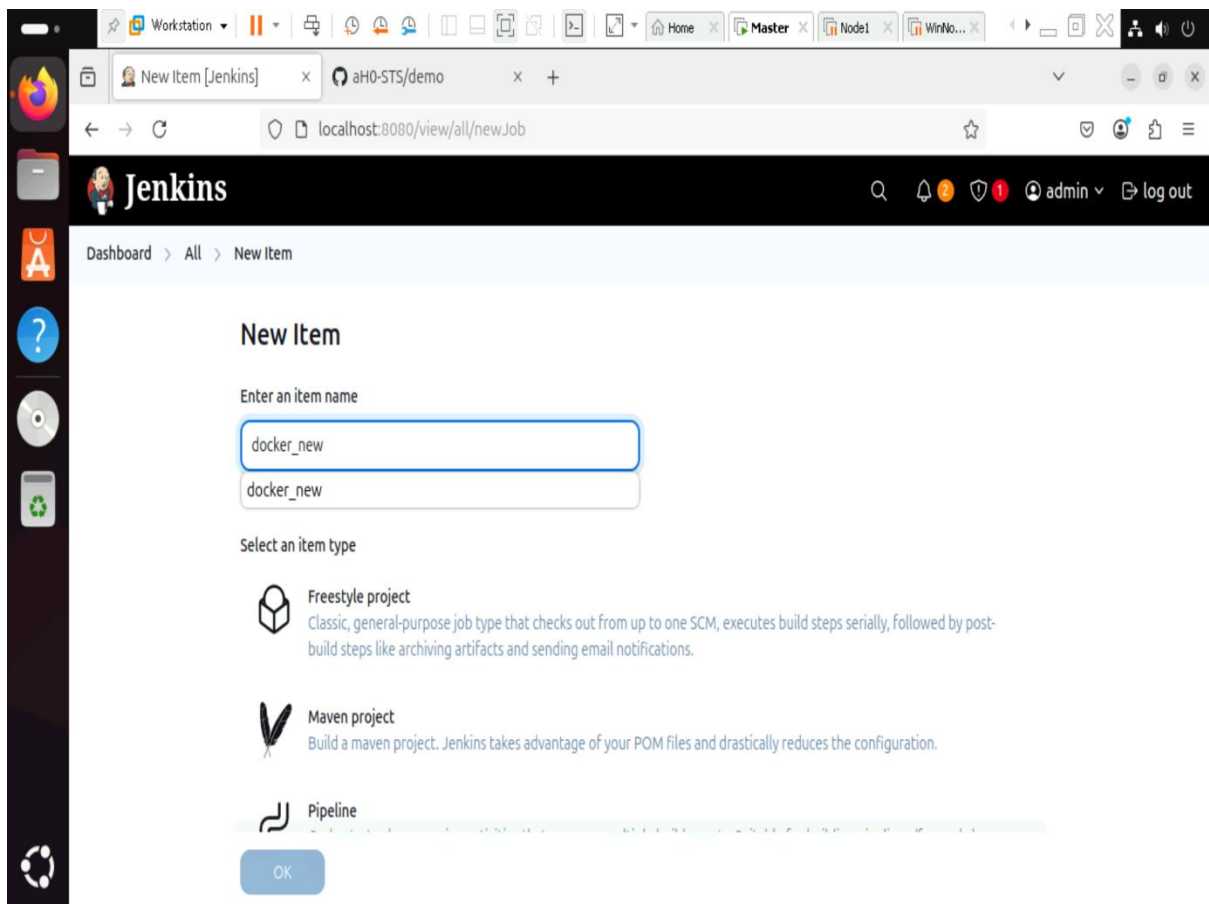 Workstation
Home
Master
Node1
WinNo...
New Item [Jenkins]
aH0-STS/demo
localhost:8080/view/all/newJob
Jenkins
2
1
admin
log out
Dashboard > All > New Item
New Item
Enter an item name
docker_new
docker_new
Select an item type
Freestyle project
Classic, general-purpose job type that checks out from up to one SCM, executes build steps serially, followed by post-
build steps like archiving artifacts and sending email notifications.
Maven project
Build a maven project. Jenkins takes advantage of your POM files and drastically reduces the configuration.
Pipeline
OK